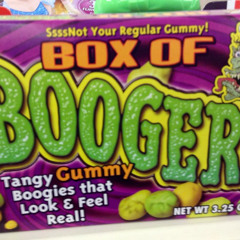 SsssNot Your Regular Gummy!
BOX OF
BOOGER
Tangy Gummy
Boogies that
Look & Feel
Real!
NET WT 3.25